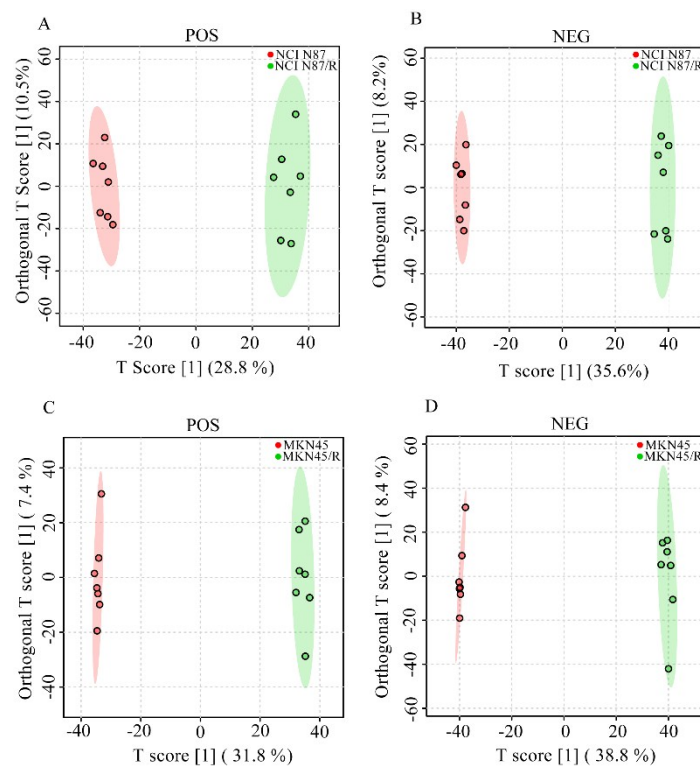 A
POS
NCI N87
NCI N87/R
Orthogonal T Score [1] (10.5%)
60
40
20
0
-20
-40
-60
-40
-20
0
20
40
T Score [1] (28.8 %)
B
NEG
NCI N87
NCI N87/R
Orthogonal T Score [1] (8.2%)
60
40
20
0
-20
-40
-60
-40
-20
0
20
40
T score [1] (35.6%)
C
POS
MKN45
MKN45/R
Orthogonal T score [1] ( 7.4 %)
40
20
0
-20
-40
-40
-20
0
20
40
T score [1] ( 31.8 %)
D
NEG
MKN45
MKN45/R
Orthogonal T score [1] ( 8.4 %)
60
40
20
0
-20
-40
-60
-60
-40
-20
0
20
40
T score [1] ( 38.8 %)